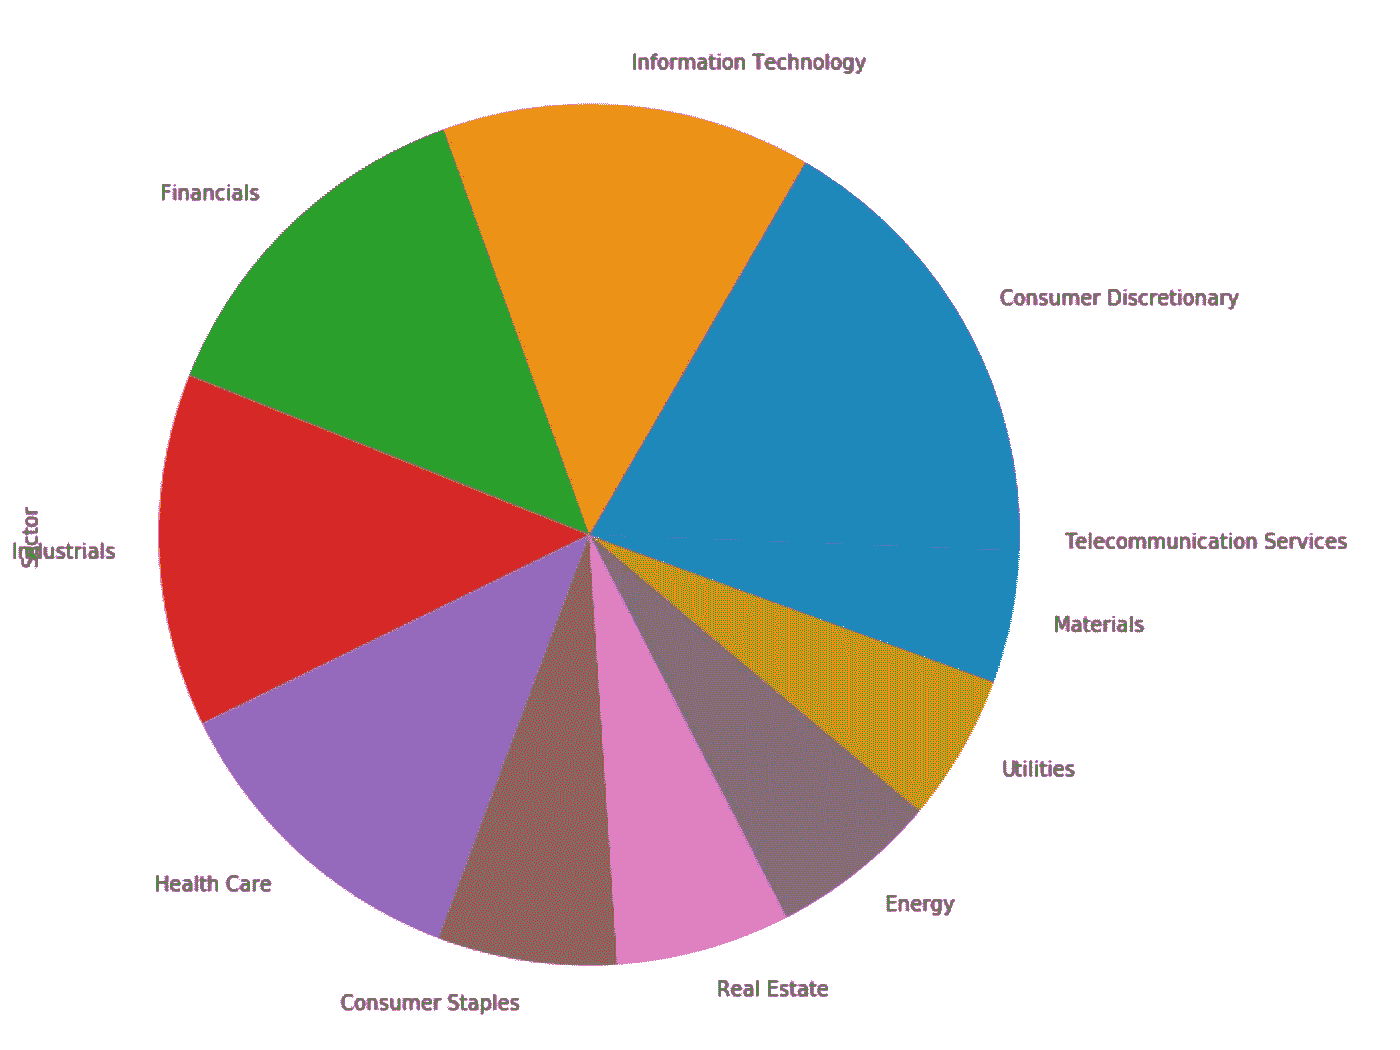 Information Technology
Financials
Consumer Discretionary
Sector
Telecommunication Services
Industrials
Materials
Utilities
Health Care
Energy
Real Estate
Consumer Staples